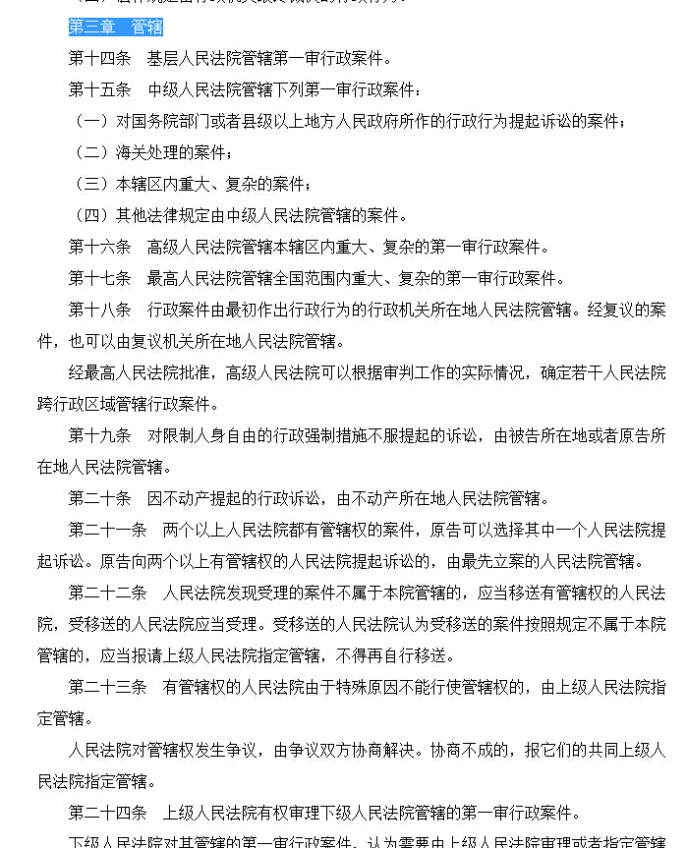 第三章　管辖
第十四条　基层人民法院管辖第一审行政案件。
第十五条　中级人民法院管辖下列第一审行政案件：
（一）对国务院部门或者县级以上地方人民政府所作的行政行为提起诉讼的案件；
（二）海关处理的案件；
（三）本辖区内重大、复杂的案件；
（四）其他法律规定由中级人民法院管辖的案件。
第十六条　高级人民法院管辖本辖区内重大、复杂的第一审行政案件。
第十七条　最高人民法院管辖全国范围内重大、复杂的第一审行政案件。
第十八条　行政案件由最初作出行政行为的行政机关所在地人民法院管辖。经复议的案
件，也可以由复议机关所在地人民法院管辖。
经最高人民法院批准，高级人民法院可以根据审判工作的实际情况，确定若干人民法院
跨行政区域管辖行政案件。
第十九条　对限制人身自由的行政强制措施不服提起的诉讼，由被告所在地或者原告所
在地人民法院管辖。
第二十条　因不动产提起的行政诉讼，由不动产所在地人民法院管辖。
第二十一条　两个以上人民法院都有管辖权的案件，原告可以选择其中一个人民法院提
起诉讼。原告向两个以上有管辖权的人民法院提起诉讼的，由最先立案的人民法院管辖。
第二十二条　人民法院发现受理的案件不属于本院管辖的，应当移送有管辖权的人民法
院，受移送的人民法院应当受理。受移送的人民法院认为受移送的案件按照规定不属于本院
管辖的，应当报请上级人民法院指定管辖，不得再自行移送。
第二十三条　有管辖权的人民法院由于特殊原因不能行使管辖权的，由上级人民法院指
定管辖。
人民法院对管辖权发生争议，由争议双方协商解决。协商不成的，报它们的共同上级人
民法院指定管辖。
第二十四条　上级人民法院有权审理下级人民法院管辖的第一审行政案件。
下级人民法院对其管辖的第一审行政案件，认为需要由上级人民法院审理或者指定管辖